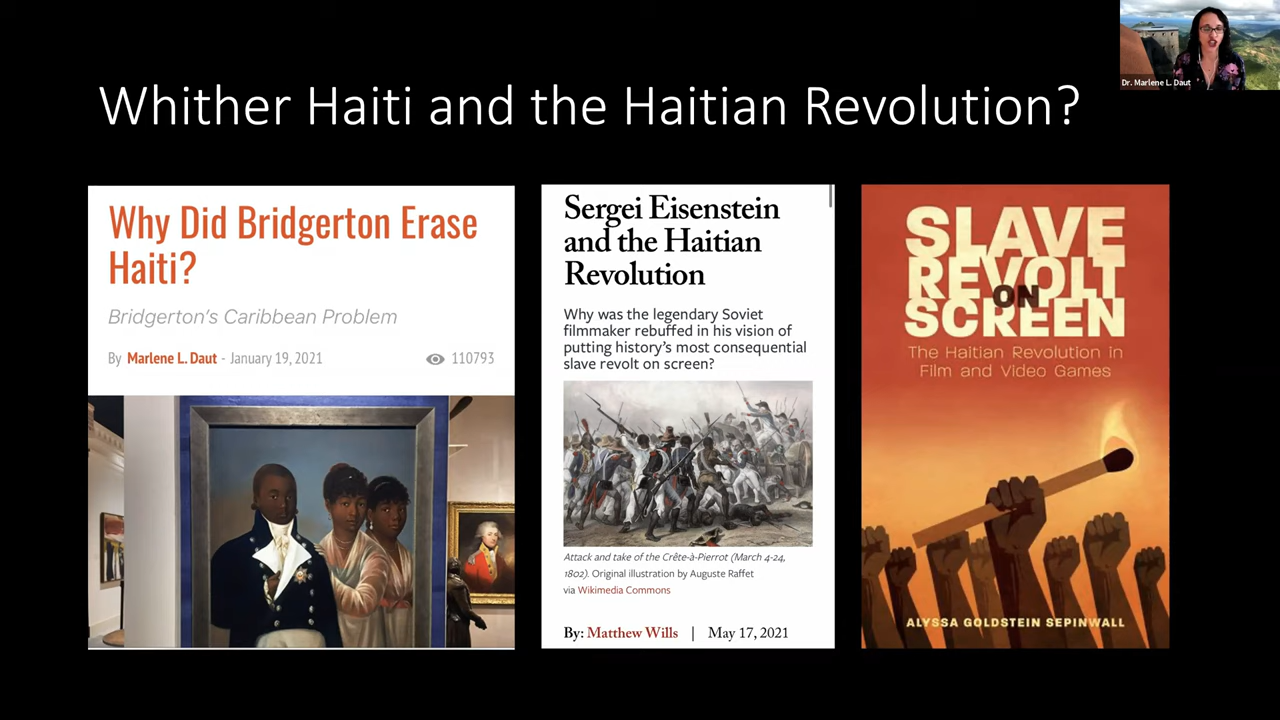 Dr. Marlene L. Daut
Whither Haiti and the Haitian Revolution?
Why Did Bridgerton Erase
Haiti?
Bridgerton's Caribbean Problem
By Marlene L. Daut - January 19, 2021
110793
Sergei Eisenstein
and the Haitian
Revolution
Why was the legendary Soviet
filmmaker rebuffed in his vision of
putting history's most consequential
slave revolt on screen?
Attack and take of the Crête-à-Pierrot (March 4-24,
1802). Original illustration by Auguste Raffet
via Wikimedia Commons
By: Matthew Wills | May 17, 2021
SLAVE
REVOLT
ON
SCREEN
The Haitian Revolution in
Film and Video Games
ALYSSA GOLDSTEIN SEPINWALL